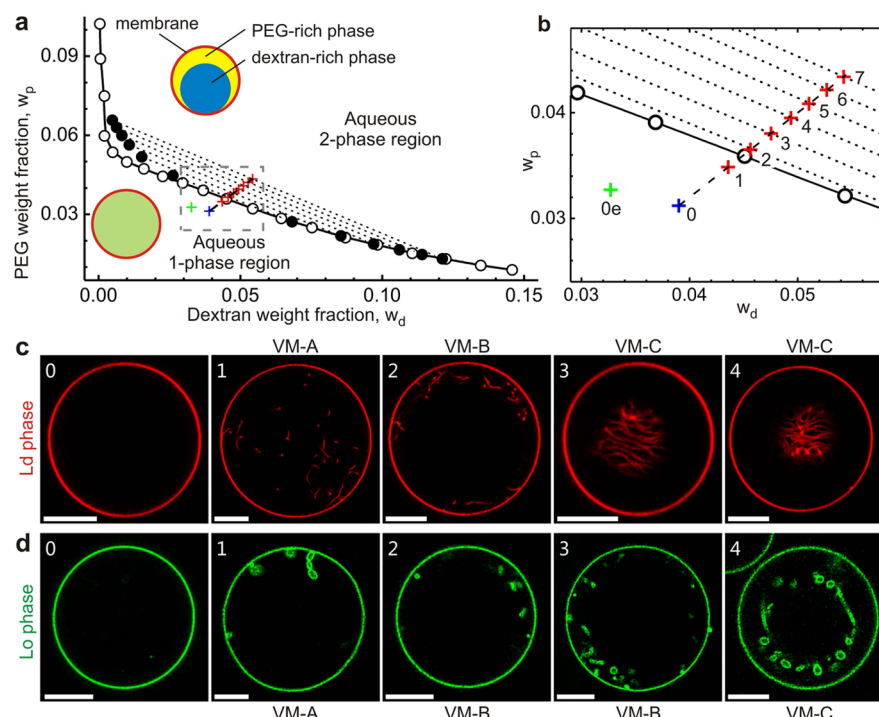 a
membrane
PEG-rich phase
dextran-rich phase
Aqueous
2-phase region
Aqueous
1-phase region
0.09
0.06
0.03
PEG weight fraction, wp
0.00
0.05
0.10
0.15
Dextran weight fraction, wd
b
0.04
0.03
wp
0e
0
1
2
3
4
5
6
7
0.03
0.04
0.05
wd
c
VM-A
VM-B
VM-C
VM-C
Ld phase
0
1
2
3
4
d
Lo phase
0
1
2
3
4
VM-A
VM-B
VM-B
VM-C